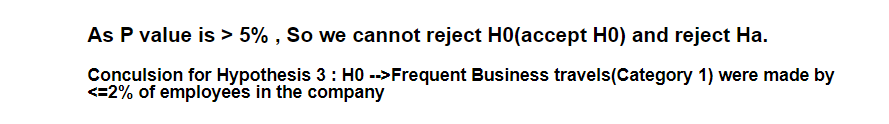 As P value is > 5% , So we cannot reject H0(accept H0) and reject Ha.
Conculsion for Hypothesis 3 : H0 -->Frequent Business travels(Category 1) were made by
<=2% of employees in the company